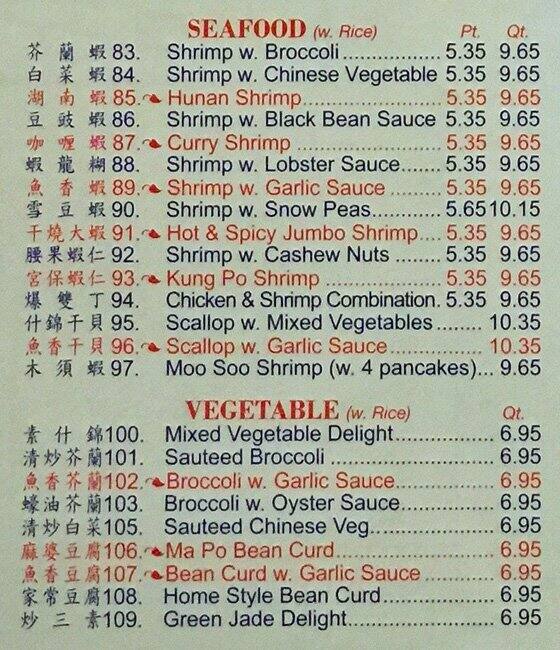 SEAFOOD (w. Rice) Pt. Qt.
芥蘭蝦 83. Shrimp w. Broccoli 5.35 9.65
白菜蝦 84. Shrimp w. Chinese Vegetable 5.35 9.65
湖南蝦 85. Hunan Shrimp 5.35 9.65
豆豉蝦 86. Shrimp w. Black Bean Sauce 5.35 9.65
咖喱蝦 87. Curry Shrimp 5.35 9.65
蝦龍糊 88. Shrimp w. Lobster Sauce 5.35 9.65
魚香蝦 89. Shrimp w. Garlic Sauce 5.35 9.65
雪豆蝦 90. Shrimp w. Snow Peas 5.65 10.15
干燒大蝦 91. Hot & Spicy Jumbo Shrimp 5.35 9.65
腰果蝦仁 92. Shrimp w. Cashew Nuts 5.35 9.65
宮保蝦仁 93. Kung Po Shrimp 5.35 9.65
爆雙丁 94. Chicken & Shrimp Combination 5.35 9.65
什錦干貝 95. Scallop w. Mixed Vegetables 10.35
魚香干貝 96. Scallop w. Garlic Sauce 10.35
木須蝦 97. Moo Soo Shrimp (w. 4 pancakes) 9.65
VEGETABLE (w. Rice) Qt.
素什錦 100. Mixed Vegetable Delight 6.95
清炒芥蘭 101. Sauteed Broccoli 6.95
魚香芥蘭 102. Broccoli w. Garlic Sauce 6.95
蠔油芥蘭 103. Broccoli w. Oyster Sauce 6.95
清炒白菜 105. Sauteed Chinese Veg. 6.95
麻婆豆腐 106. Ma Po Bean Curd 6.95
魚香豆腐 107. Bean Curd w. Garlic Sauce 6.95
家常豆腐 108. Home Style Bean Curd 6.95
炒三素 109. Green Jade Delight 6.95